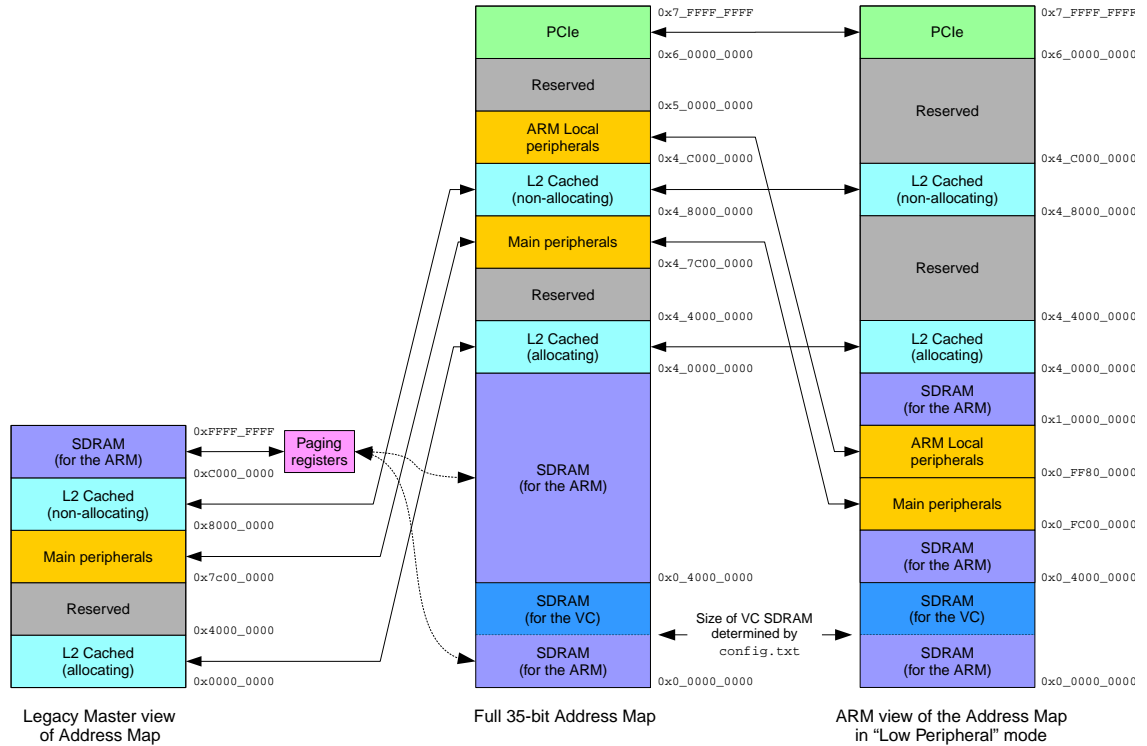 0xFFFF_FFFF
SDRAM
(for the ARM)
0xC000_0000
L2 Cached
(non-allocating)
0x8000_0000
Main peripherals
0x7c00_0000
Reserved
0x4000_0000
L2 Cached
(allocating)
0x0000_0000
Legacy Master view
of Address Map
Paging
registers
0x7_FFFF_FFFF
PCIe
0x6_0000_0000
Reserved
0x5_0000_0000
ARM Local
peripherals
0x4_C000_0000
L2 Cached
(non-allocating)
0x4_8000_0000
Main peripherals
0x4_7C00_0000
Reserved
0x4_4000_0000
L2 Cached
(allocating)
0x4_0000_0000
SDRAM
(for the ARM)
0x0_4000_0000
SDRAM
(for the VC)
SDRAM
(for the ARM)
0x0_0000_0000
Full 35-bit Address Map
Size of VC SDRAM
determined by
config.txt
0x7_FFFF_FFFF
PCIe
0x6_0000_0000
Reserved
0x4_C000_0000
L2 Cached
(non-allocating)
0x4_8000_0000
Reserved
0x4_4000_0000
L2 Cached
(allocating)
0x4_0000_0000
SDRAM
(for the ARM)
0x1_0000_0000
ARM Local
peripherals
0x0_FF80_0000
Main peripherals
0x0_FC00_0000
SDRAM
(for the ARM)
0x0_4000_0000
SDRAM
(for the VC)
SDRAM
(for the ARM)
0x0_0000_0000
ARM view of the Address Map
in “Low Peripheral” mode